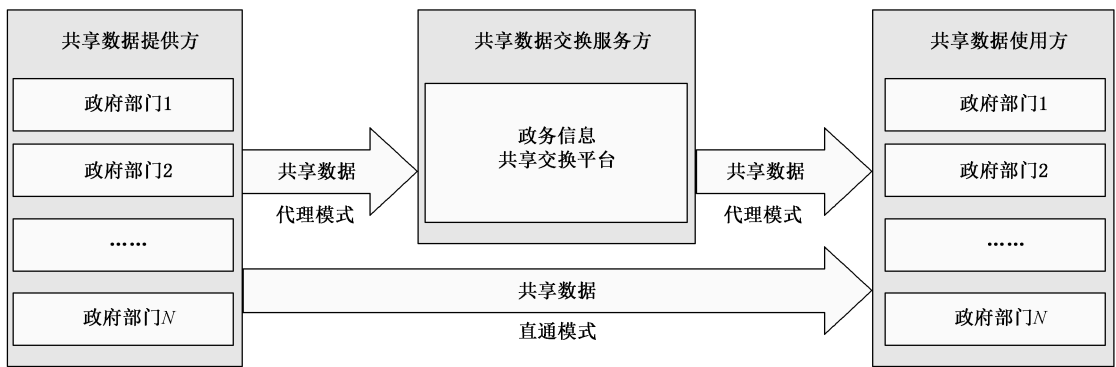 共享数据提供方
政府部门1
政府部门2
……
政府部门N
共享数据
代理模式
共享数据交换服务方
政务信息
共享交换平台
共享数据
代理模式
共享数据
直通模式
共享数据使用方
政府部门1
政府部门2
……
政府部门N